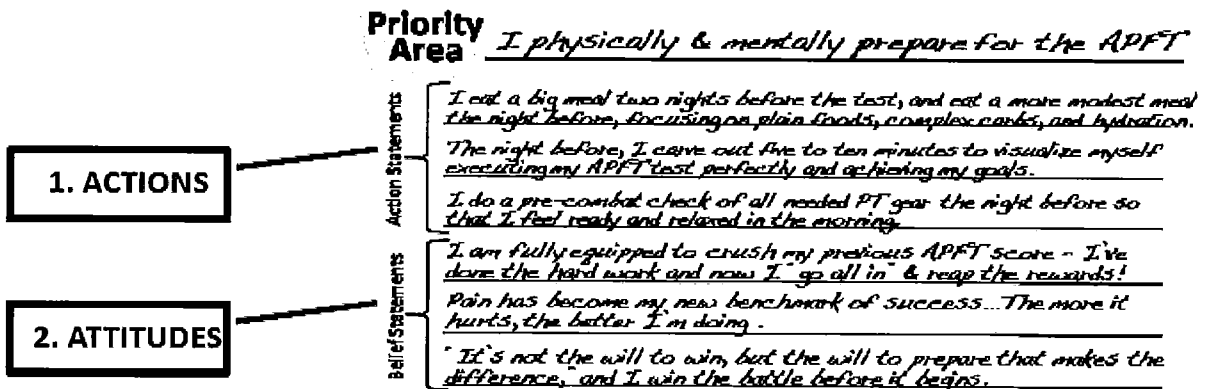 Priority
Area I physically & mentally prepare for the APFT
Action Statements
I eat a big meal two nights before the test, and eat a more modest meal
the night before, focusing on plain foods, complex carbs, and hydration.
The night before, I carve out five to ten minutes to visualize myself
executing my APFT test perfectly and achieving my goals.
I do a pre-combat check of all needed PT gear the night before so
that I feel ready and relaxed in the morning.
1. ACTIONS
Belief Statements
I am fully equipped to crush my previous APFT score - I've
done the hard work and now I "go all in" & reap the rewards!
Pain has become my new benchmark of success... The more it
hurts, the better I'm doing.
"It's not the will to win, but the will to prepare that makes the
difference," and I win the battle before it begins.
2. ATTITUDES